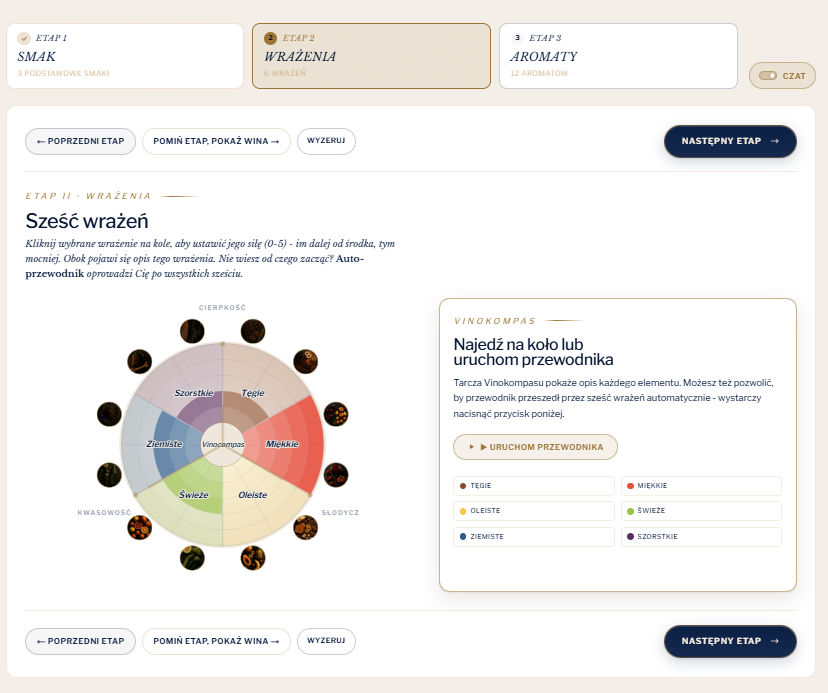 ETAP 1
SMAK
3 PODSTAWOWE SMAKI
2 ETAP 2
WRAŻENIA
6 WRAŻEŃ
3 ETAP 3
AROMATY
12 AROMATÓW
CZAT
← POPRZEDNI ETAP
POMIŃ ETAP, POKAŻ WINA →
WYZERUJ
NASTĘPNY ETAP →
ETAP II · WRAŻENIA
Sześć wrażeń
Kliknij wybrane wrażenie na kole, aby ustawić jego siłę (0-5) - im dalej od środka, tym
mocniej. Obok pojawi się opis tego wrażenia. Nie wiesz od czego zacząć? Auto-
przewodnik oprowadzi Cię po wszystkich sześciu.
CIERPKOŚĆ
Szorstkie
Tęgie
Ziemiste
Vinocompas
Miękkie
Świeże
Oleiste
KWASOWOŚĆ
SŁODYCZ
VINOKOMPAS
Najedź na koło lub
uruchom przewodnika
Tarcza Vinokompasu pokaże opis każdego elementu. Możesz też pozwolić,
by przewodnik przeszedł przez sześć wrażeń automatycznie - wystarczy
nacisnąć przycisk poniżej.
▶ ▶ URUCHOM PRZEWODNIKA
TĘGIE
MIĘKKIE
OLEISTE
ŚWIEŻE
ZIEMISTE
SZORSTKIE
← POPRZEDNI ETAP
POMIŃ ETAP, POKAŻ WINA →
WYZERUJ
NASTĘPNY ETAP →